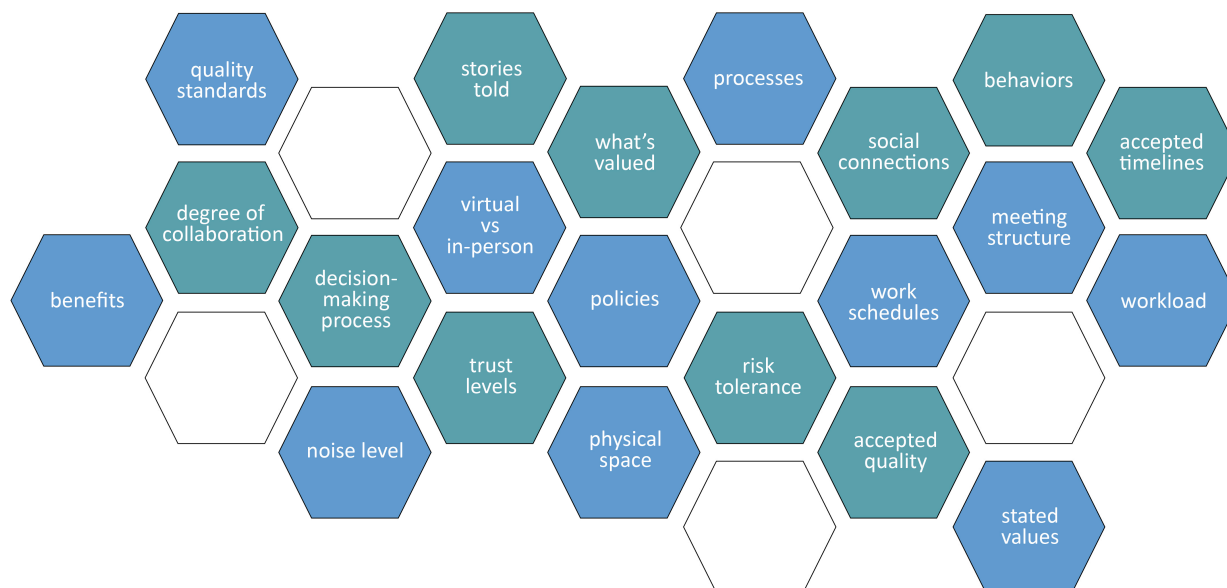 quality
standards
stories
told
processes
behaviors
what's
valued
social
connections
accepted
timelines
degree of
collaboration
virtual
vs
in-person
meeting
structure
benefits
decision-
making
process
policies
work
schedules
workload
trust
levels
risk
tolerance
noise level
physical
space
accepted
quality
stated
values